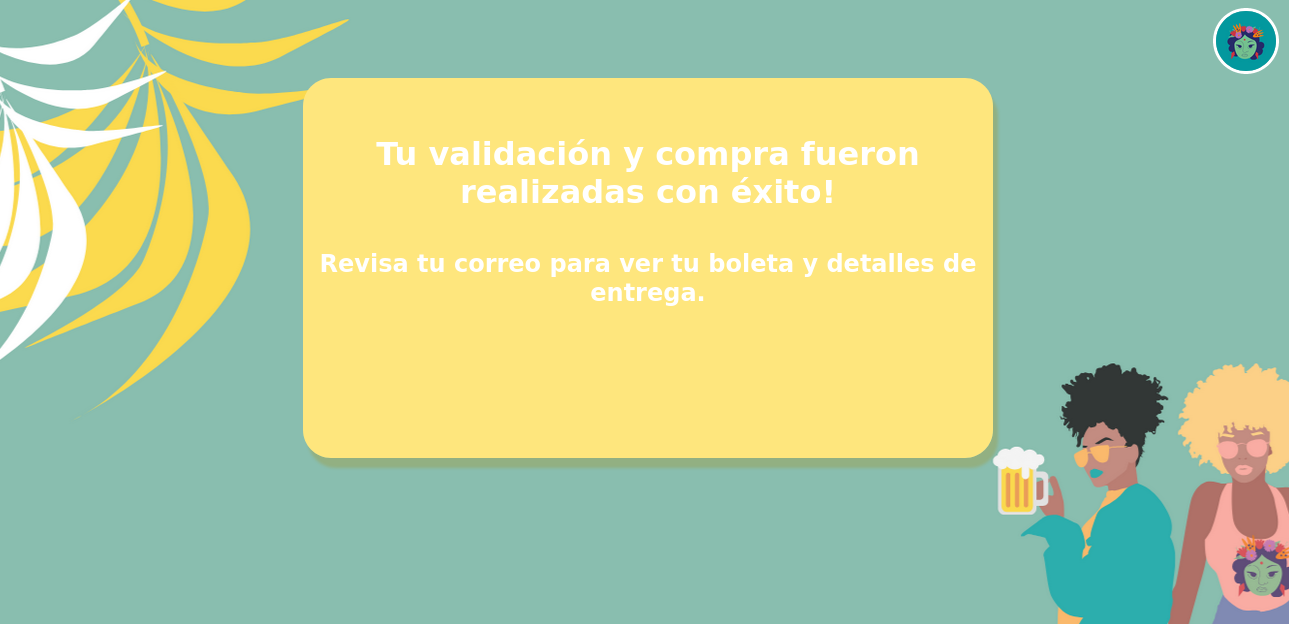 Tu validación y compra fueron
realizadas con éxito!
Revisa tu correo para ver tu boleta y detalles de
entrega.